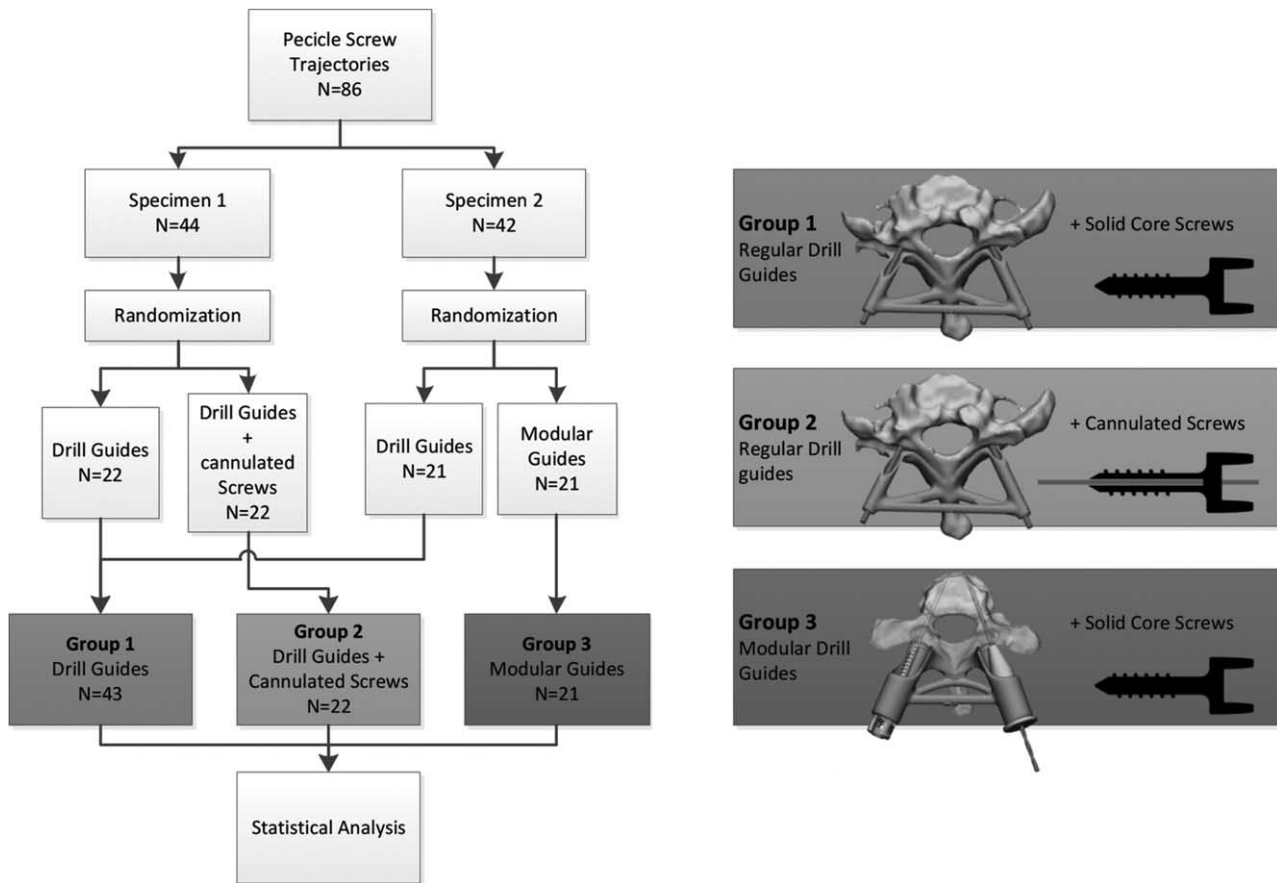 Pecicle Screw
Trajectories
N=86
Specimen 1
N=44
Specimen 2
N=42
Randomization
Randomization
Drill Guides
N=22
Drill Guides
+
cannulated
Screws
N=22
Drill Guides
N=21
Modular
Guides
N=21
Group 1
Drill Guides
N=43
Group 2
Drill Guides +
Cannulated Screws
N=22
Group 3
Modular Guides
N=21
Statistical Analysis
Group 1
Regular Drill
Guides
+ Solid Core Screws
Group 2
Regular Drill
guides
+ Cannulated Screws
Group 3
Modular Drill
Guides
+ Solid Core Screws